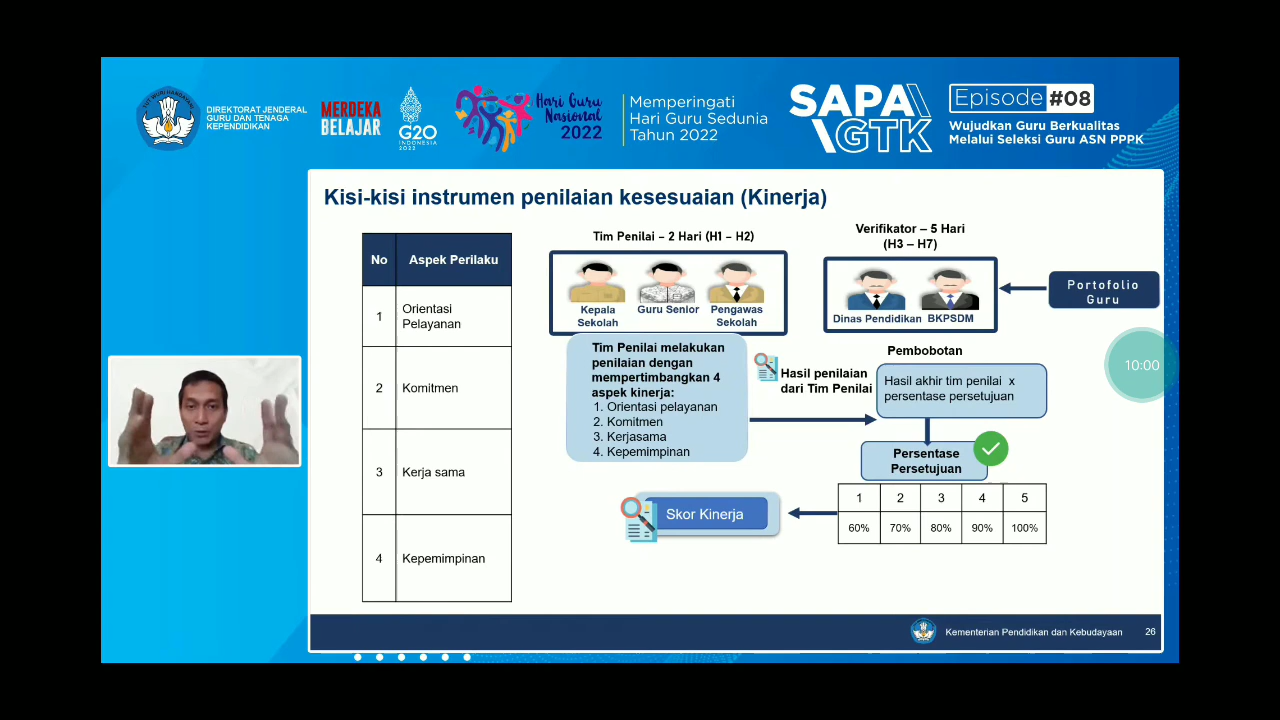 DIREKTORAT JENDERAL
GURU DAN TENAGA
KEPENDIDIKAN
MERDEKA
BELAJAR
G20
INDONESIA
2022
Hari Guru
Nasional
2022
Memperingati
Hari Guru Sedunia
Tahun 2022
SAPA
GTK
Episode #08
Wujudkan Guru Berkualitas
Melalui Seleksi Guru ASN PPPK
Kisi-kisi instrumen penilaian kesesuaian (Kinerja)
No Aspek Perilaku
1 Orientasi
Pelayanan
2 Komitmen
3 Kerja sama
4 Kepemimpinan
Tim Penilai – 2 Hari (H1 – H2)
Kepala
Sekolah
Guru Senior
Pengawas
Sekolah
Verifikator – 5 Hari
(H3 – H7)
Dinas Pendidikan BKPSDM
Portofolio
Guru
Tim Penilai melakukan
penilaian dengan
mempertimbangkan 4
aspek kinerja:
1. Orientasi pelayanan
2. Komitmen
3. Kerjasama
4. Kepemimpinan
Hasil penilaian
dari Tim Penilai
Pembobotan
Hasil akhir tim penilai x
persentase persetujuan
10:00
Persentase
Persetujuan
1 2 3 4 5
60% 70% 80% 90% 100%
Skor Kinerja
Kementerian Pendidikan dan Kebudayaan 26